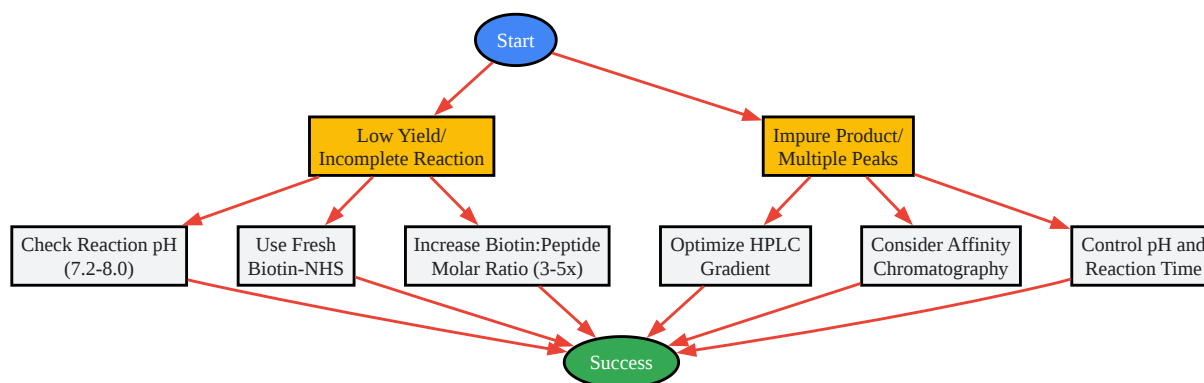 Start
Low Yield/
Incomplete Reaction
Impure Product/
Multiple Peaks
Check Reaction pH
(7.2-8.0)
Use Fresh
Biotin-NHS
Increase Biotin:Peptide
Molar Ratio (3-5x)
Optimize HPLC
Gradient
Consider Affinity
Chromatography
Control pH and
Reaction Time
Success